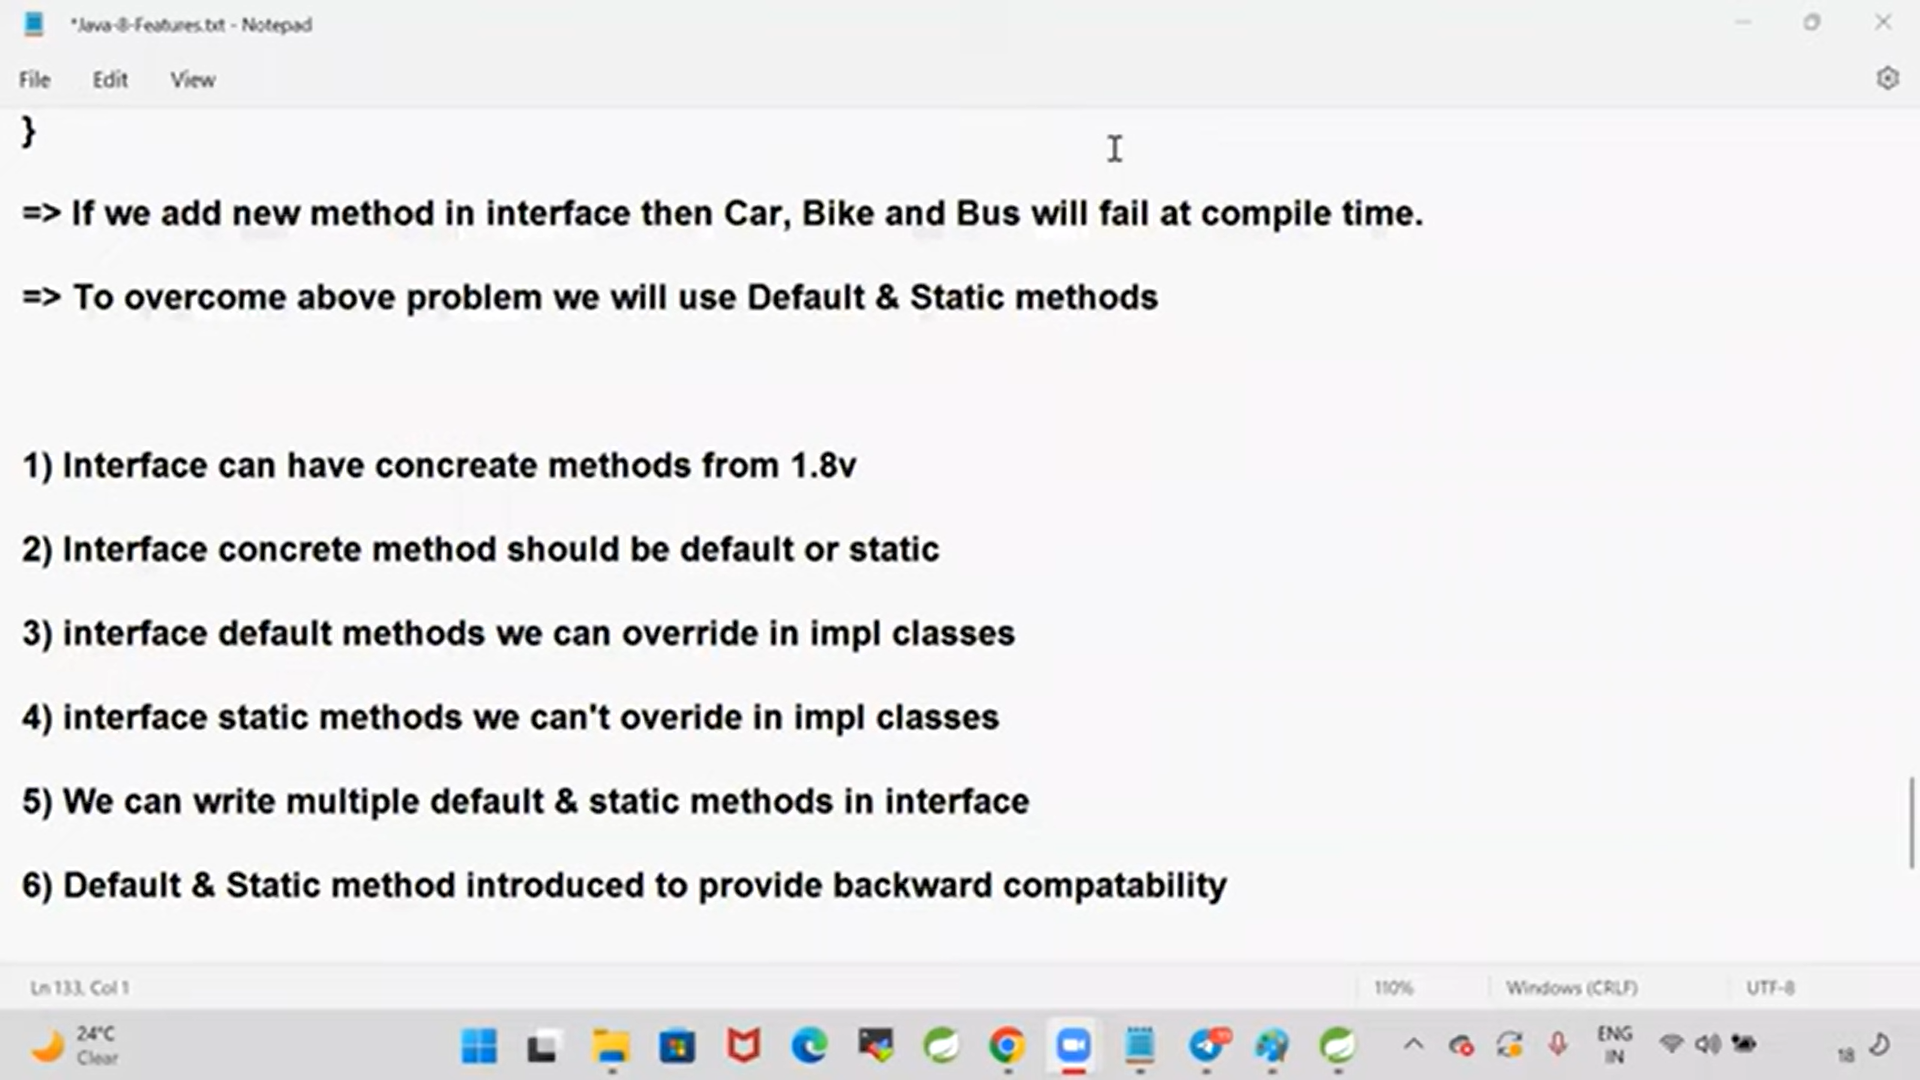 *Java-8-Features.txt - Notepad
File Edit View
}
=> If we add new method in interface then Car, Bike and Bus will fail at compile time.
=> To overcome above problem we will use Default & Static methods
1) Interface can have concreate methods from 1.8v
2) Interface concrete method should be default or static
3) interface default methods we can override in impl classes
4) interface static methods we can't overide in impl classes
5) We can write multiple default & static methods in interface
6) Default & Static method introduced to provide backward compatability
Ln 133, Col 1 110% Windows (CRLF) UTF-8
24°C
Clear
ENG
IN
18